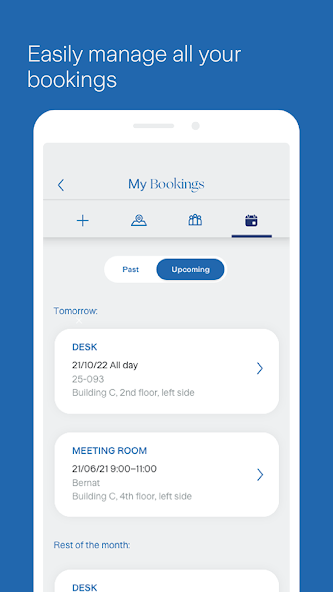 Easily manage all your
bookings
My Bookings
Past
Upcoming
Tomorrow:
DESK
21/10/22 All day
25-093
Building C, 2nd floor, left side
MEETING ROOM
21/06/21 9:00–11:00
Bernat
Building C, 4th floor, left side
Rest of the month:
DESK